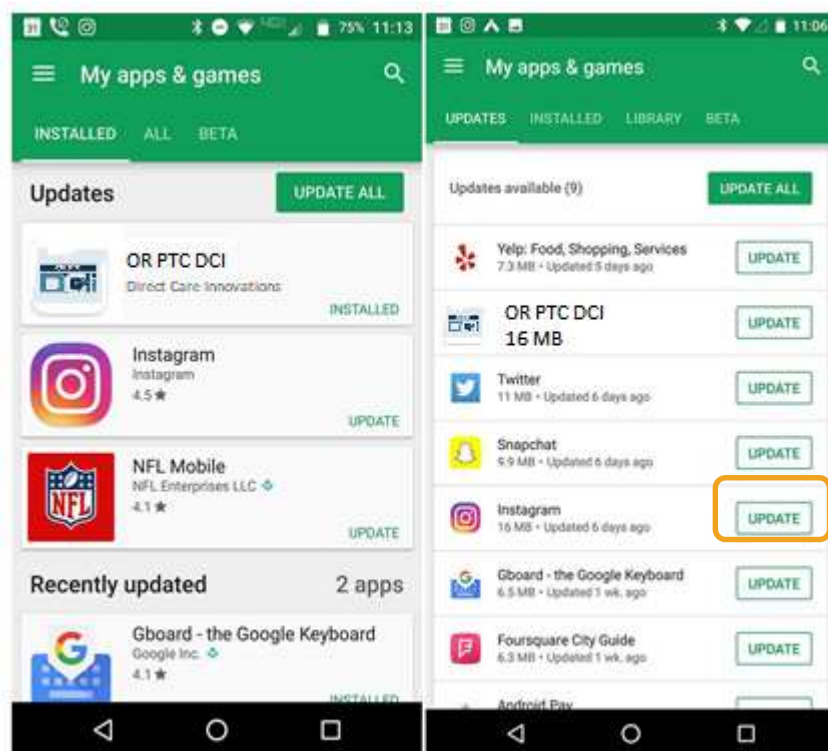 75% 11:13
My apps & games
INSTALLED ALL BETA
Updates UPDATE ALL
OR PTC DCI
Direct Care Innovations
INSTALLED
Instagram
Instagram
4.5★
UPDATE
NFL
NFL Mobile
NFL Enterprises LLC
4.1★
UPDATE
Recently updated 2 apps
Gboard - the Google Keyboard
Google Inc.
4.1★
INSTALLED
11:06
My apps & games
UPDATES INSTALLED LIBRARY BETA
Updates available (9) UPDATE ALL
Yelp: Food, Shopping, Services
7.3 MB • Updated 5 days ago
UPDATE
OR PTC DCI
16 MB
UPDATE
Twitter
11 MB • Updated 6 days ago
UPDATE
Snapchat
9.9 MB • Updated 6 days ago
UPDATE
Instagram
16 MB • Updated 6 days ago
UPDATE
Gboard - the Google Keyboard
6.5 MB • Updated 1 wk. ago
UPDATE
Foursquare City Guide
6.3 MB • Updated 1 wk. ago
UPDATE
Android Pay